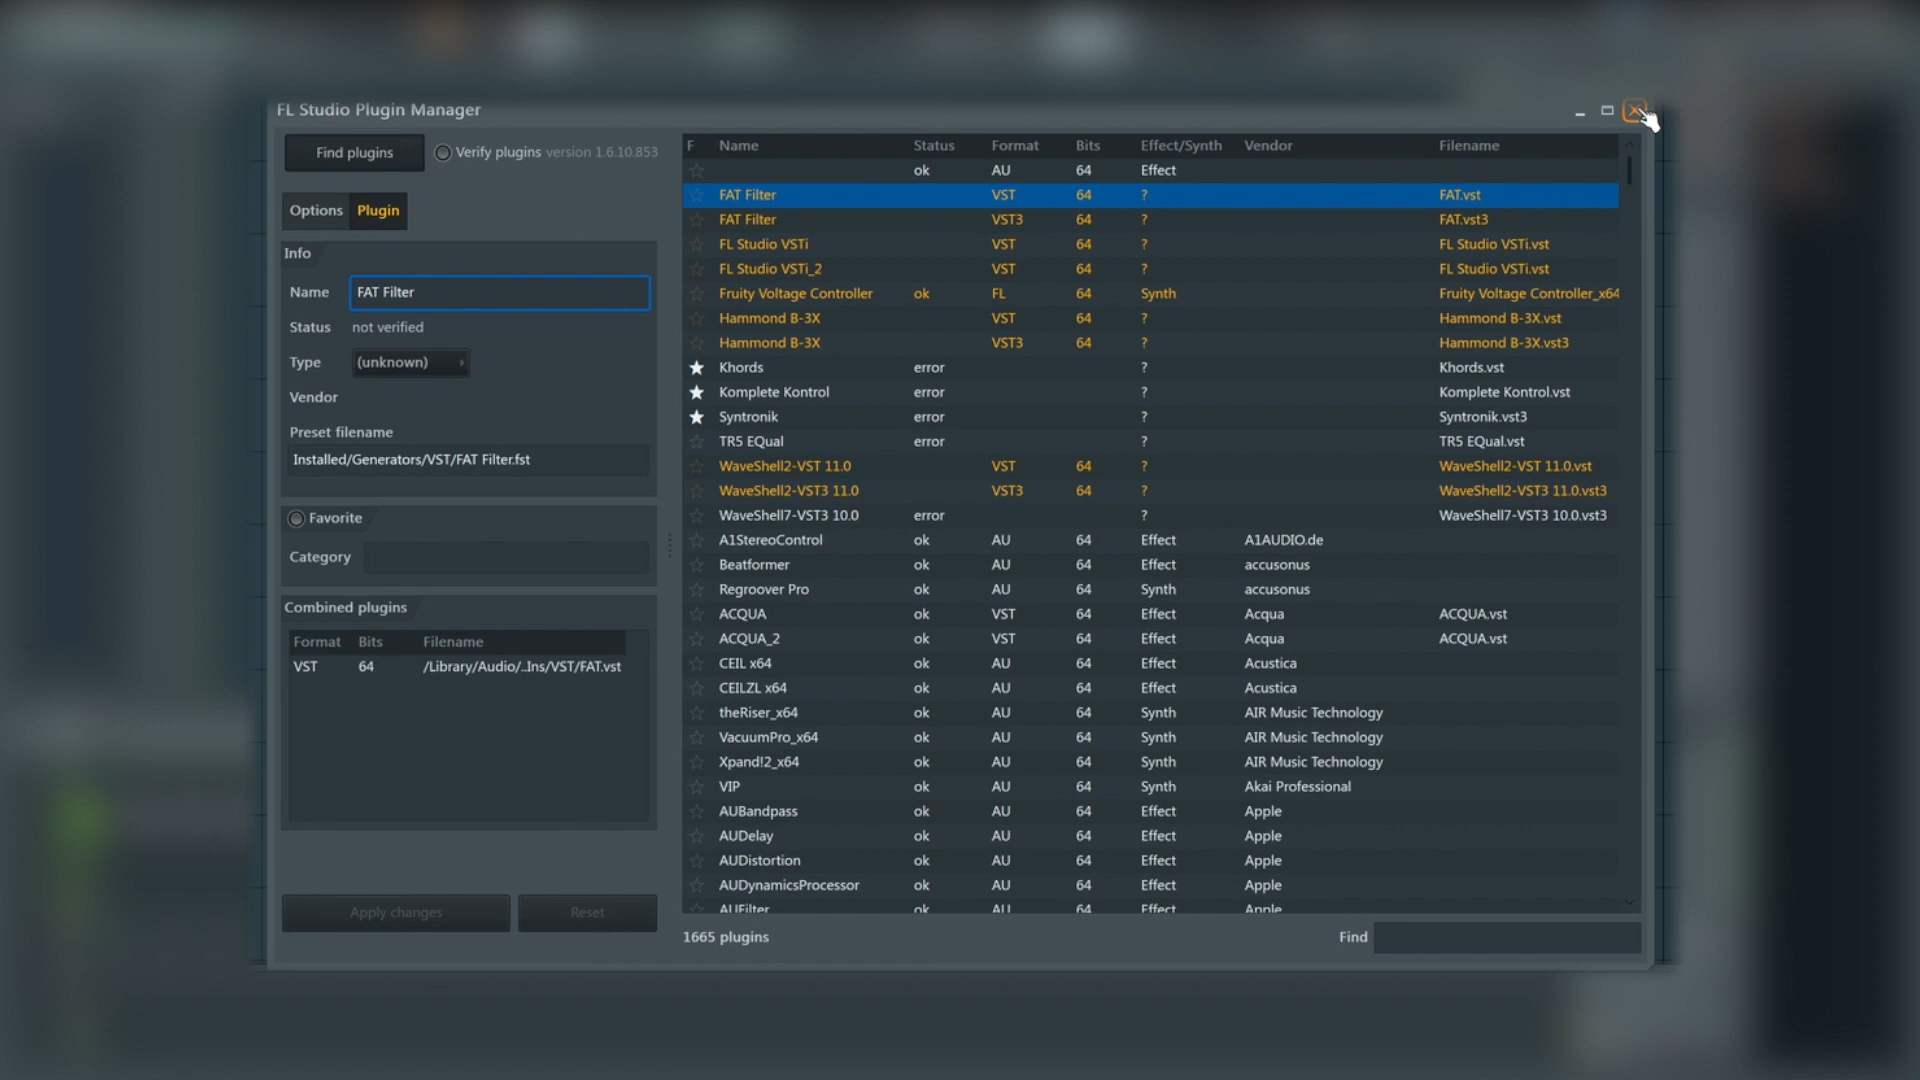 FL Studio Plugin Manager
Find plugins
Verify plugins version 1.6.10.853
Options Plugin
Info
Name FAT Filter
Status not verified
Type (unknown)
Vendor
Preset filename
Installed/Generators/VST/FAT Filter.fst
Favorite
Category
Combined plugins
Format Bits Filename
VST 64 /Library/Audio/..Ins/VST/FAT.vst
Apply changes Reset
F Name Status Format Bits Effect/Synth Vendor Filename
ok AU 64 Effect
FAT Filter VST 64 ? FAT.vst
FAT Filter VST3 64 ? FAT.vst3
FL Studio VSTi VST 64 ? FL Studio VSTi.vst
FL Studio VSTi_2 VST 64 ? FL Studio VSTi.vst
Fruity Voltage Controller ok FL 64 Synth Fruity Voltage Controller_x64
Hammond B-3X VST 64 ? Hammond B-3X.vst
Hammond B-3X VST3 64 ? Hammond B-3X.vst3
Khords error ? Khords.vst
Komplete Kontrol error ? Komplete Kontrol.vst
Syntronik error ? Syntronik.vst3
TR5 EQual error ? TR5 EQual.vst
WaveShell2-VST 11.0 VST 64 ? WaveShell2-VST 11.0.vst
WaveShell2-VST3 11.0 VST3 64 ? WaveShell2-VST3 11.0.vst3
WaveShell7-VST3 10.0 error ? WaveShell7-VST3 10.0.vst3
A1StereoControl ok AU 64 Effect A1AUDIO.de
Beatformer ok AU 64 Effect accusonus
Regroover Pro ok AU 64 Synth accusonus
ACQUA ok VST 64 Effect Acqua ACQUA.vst
ACQUA_2 ok VST 64 Effect Acqua ACQUA.vst
CEIL x64 ok AU 64 Effect Acustica
CEILZL x64 ok AU 64 Effect Acustica
theRiser_x64 ok AU 64 Synth AIR Music Technology
VacuumPro_x64 ok AU 64 Synth AIR Music Technology
Xpand!2_x64 ok AU 64 Synth AIR Music Technology
VIP ok AU 64 Synth Akai Professional
AUBandpass ok AU 64 Effect Apple
AUDelay ok AU 64 Effect Apple
AUDistortion ok AU 64 Effect Apple
AUDynamicsProcessor ok AU 64 Effect Apple
AUFilter ok AU 64 Effect Apple
1665 plugins Find